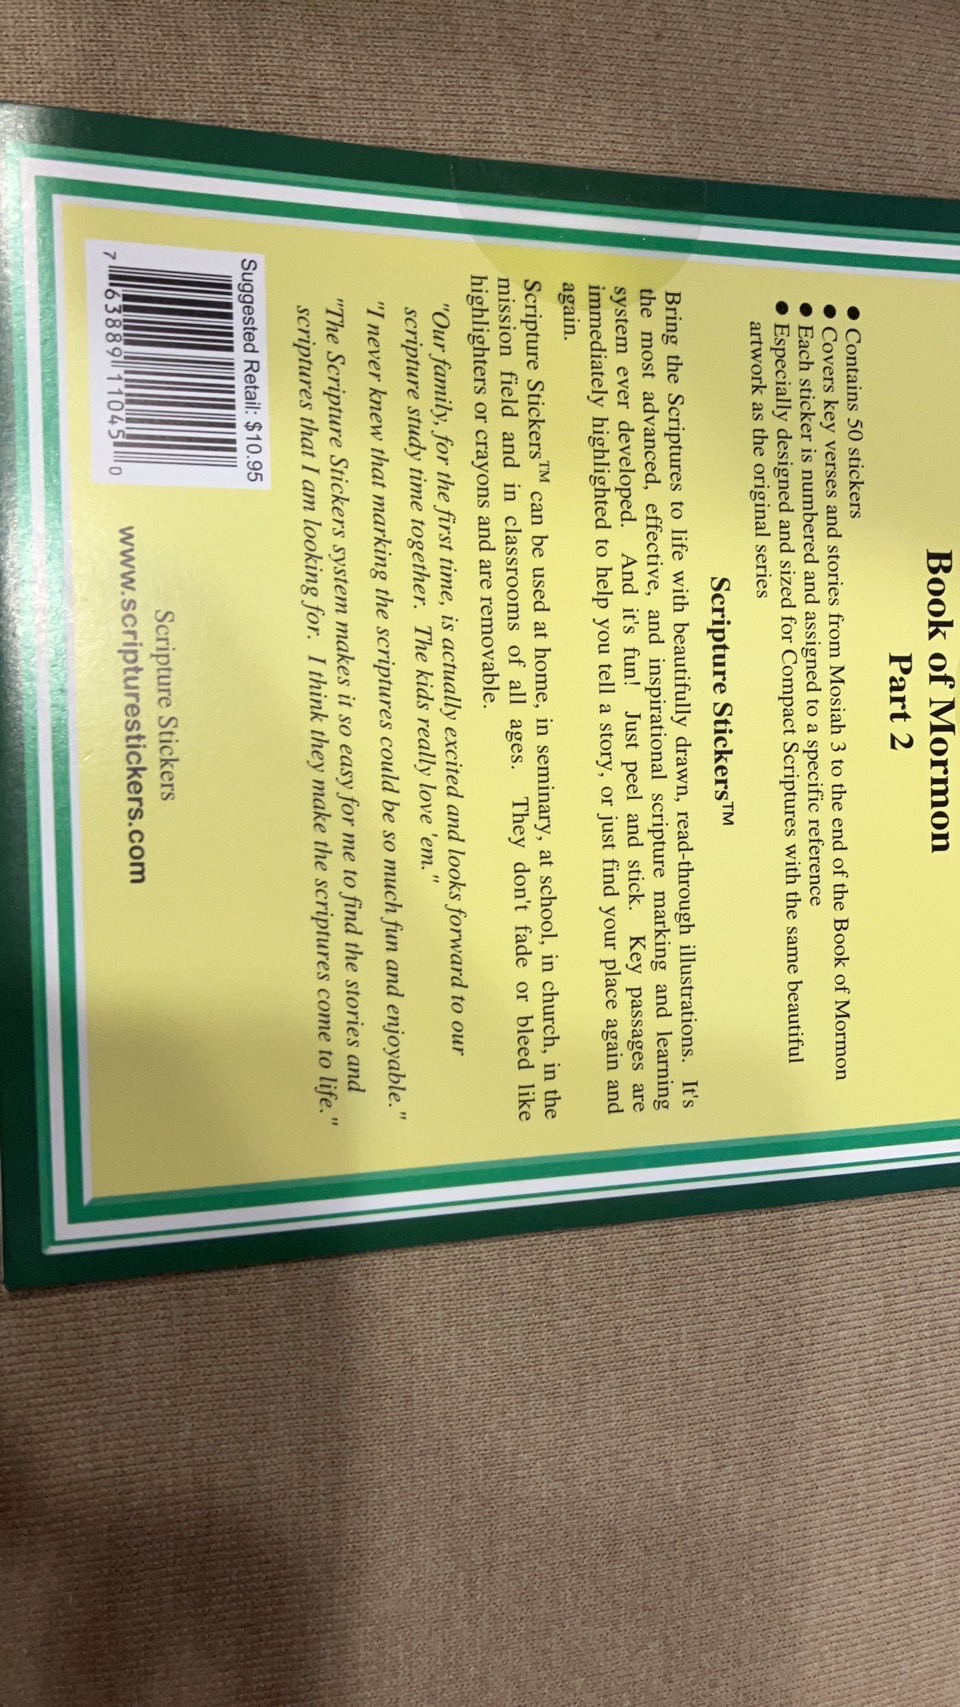 Book of Mormon
Part 2
● Contains 50 stickers
● Covers key verses and stories from Mosiah 3 to the end of the Book of Mormon
● Each sticker is numbered and assigned to a specific reference
● Especially designed and sized for Compact Scriptures with the same beautiful
artwork as the original series
Scripture Stickers™
Bring the Scriptures to life with beautifully drawn, read-through illustrations. It's
the most advanced, effective, and inspirational scripture marking and learning
system ever developed. And it's fun! Just peel and stick. Key passages are
immediately highlighted to help you tell a story, or just find your place again and
again.
Scripture Stickers™ can be used at home, in seminary, at school, in church, in the
mission field and in classrooms of all ages. They don't fade or bleed like
highlighters or crayons and are removable.
"Our family, for the first time, is actually excited and looks forward to our
scripture study time together. The kids really love 'em."
"I never knew that marking the scriptures could be so much fun and enjoyable."
"The Scripture Stickers system makes it so easy for me to find the stories and
scriptures that I am looking for. I think they make the scriptures come to life."
Suggested Retail: $10.95
7 63889 11045 0
Scripture Stickers
www.scripturestickers.com